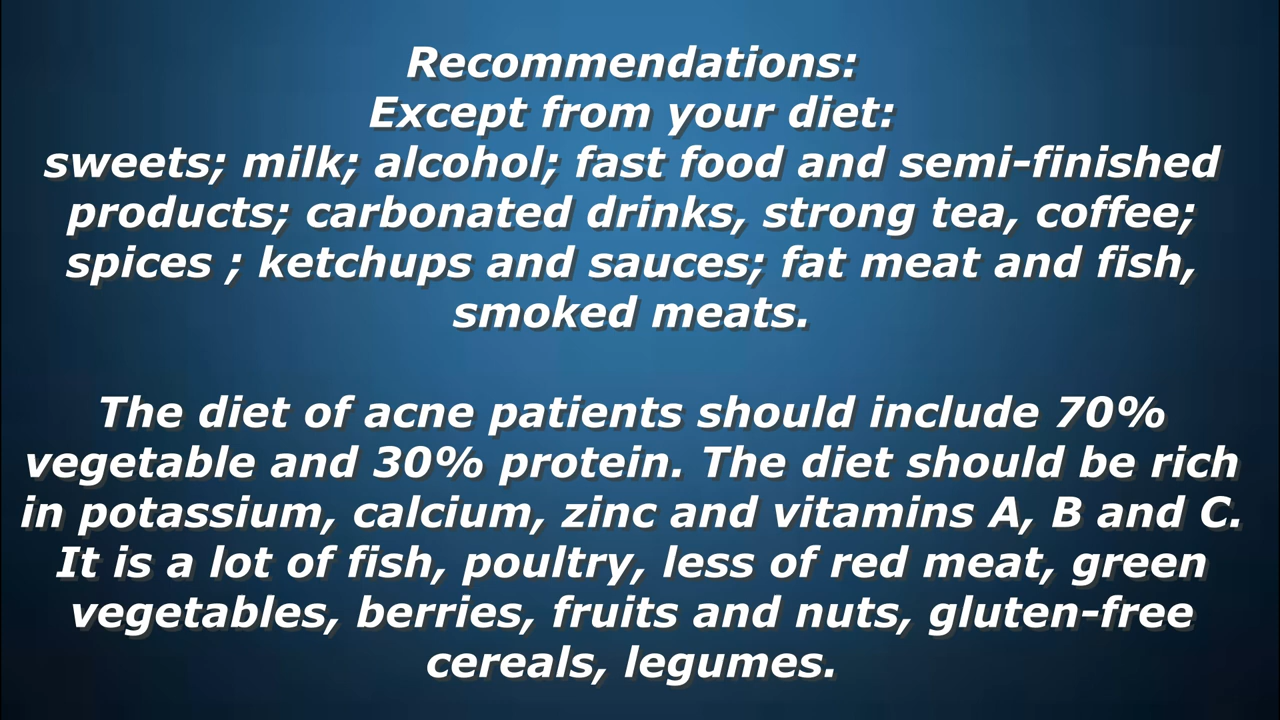 Recommendations:
Except from your diet:
sweets; milk; alcohol; fast food and semi-finished
products; carbonated drinks, strong tea, coffee;
spices ; ketchups and sauces; fat meat and fish,
smoked meats.
The diet of acne patients should include 70%
vegetable and 30% protein. The diet should be rich
in potassium, calcium, zinc and vitamins A, B and C.
It is a lot of fish, poultry, less of red meat, green
vegetables, berries, fruits and nuts, gluten-free
cereals, legumes.